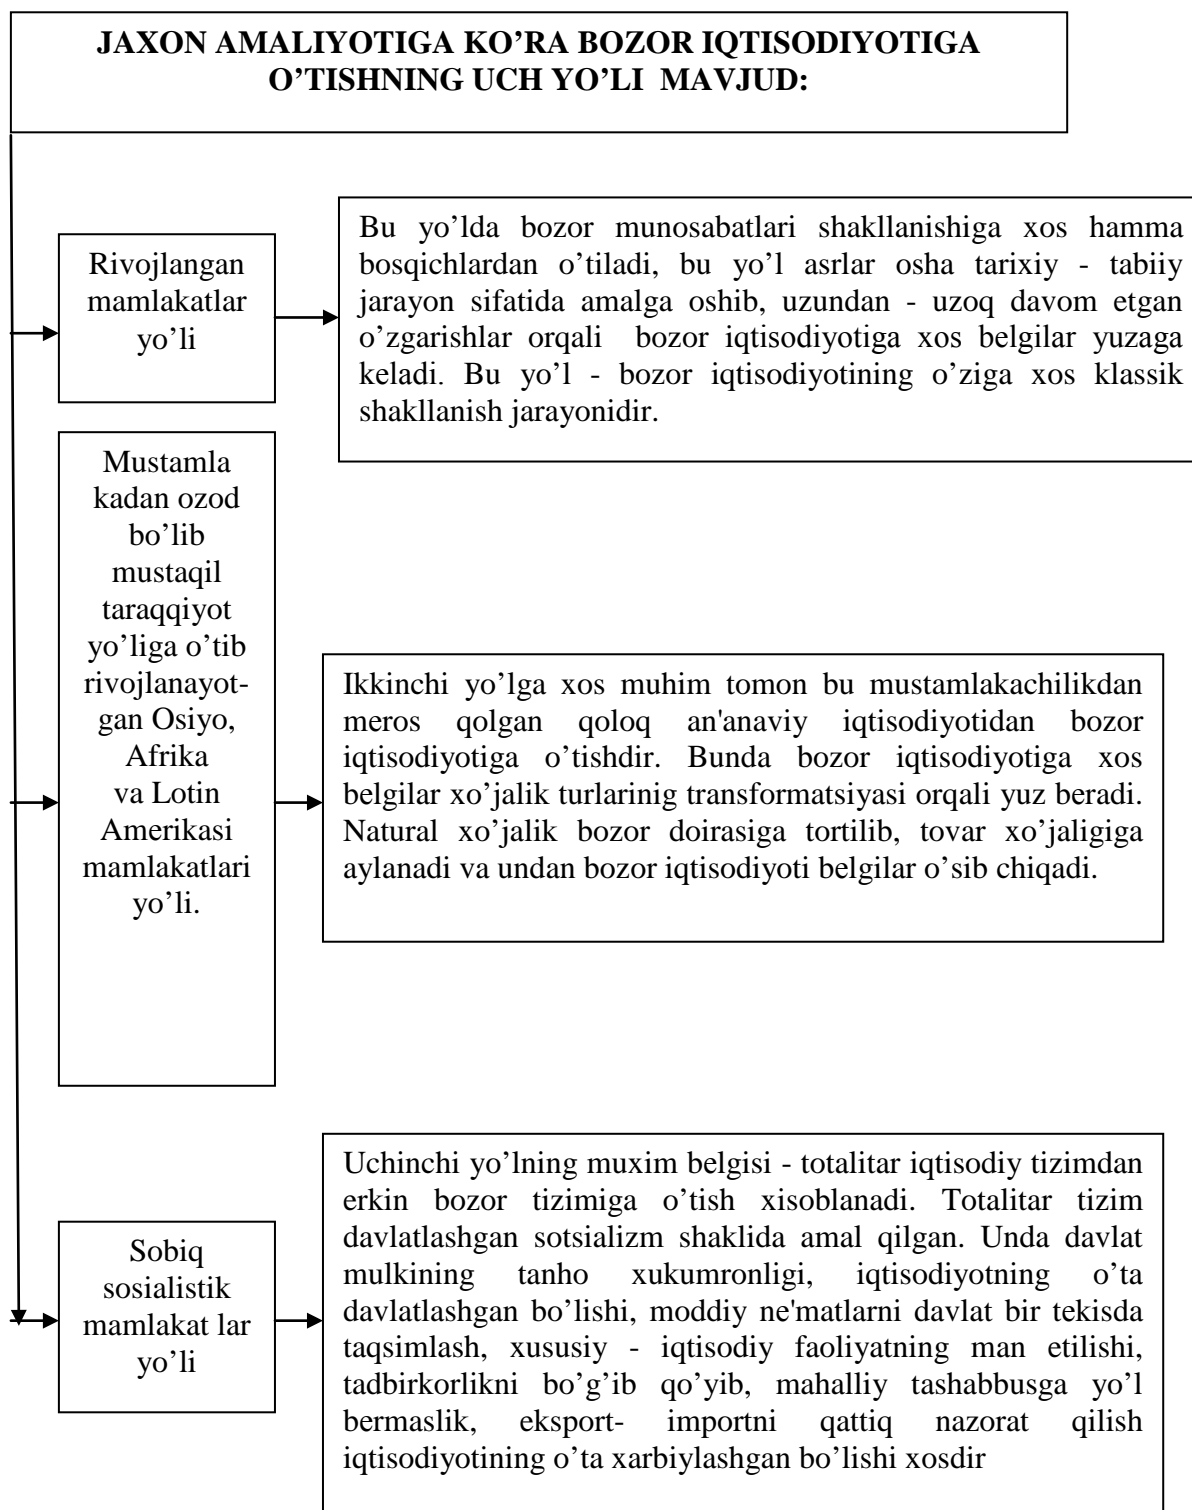 JAXON AMALIYOTIGA KO’RA BOZOR IQTISODIYOTIGA
O’TISHNING UCH YO’LI MAVJUD:
Rivojlangan
mamlakatlar
yo’li
Bu yo’lda bozor munosabatlari shakllanishiga xos hamma
bosqichlardan o’tiladi, bu yo’l asrlar osha tarixiy - tabiiy
jarayon sifatida amalga oshib, uzundan - uzoq davom etgan
o’zgarishlar orqali bozor iqtisodiyotiga xos belgilar yuzaga
keladi. Bu yo’l - bozor iqtisodiyotining o’ziga xos klassik
shakllanish jarayonidir.
Mustamla
kadan ozod
bo’lib
mustaqil
taraqqiyot
yo’liga o’tib
rivojlanayot-
gan Osiyo,
Afrika
va Lotin
Amerikasi
mamlakatlari
yo’li.
Ikkinchi yo’lga xos muhim tomon bu mustamlakachilikdan
meros qolgan qoloq an'anaviy iqtisodiyotidan bozor
iqtisodiyotiga o’tishdir. Bunda bozor iqtisodiyotiga xos
belgilar xo’jalik turlarinig transformatsiyasi orqali yuz beradi.
Natural xo’jalik bozor doirasiga tortilib, tovar xo’jaligiga
aylanadi va undan bozor iqtisodiyoti belgilar o’sib chiqadi.
Sobiq
sosialistik
mamlakat lar
yo’li
Uchinchi yo’lning muxim belgisi - totalitar iqtisodiy tizimdan
erkin bozor tizimiga o’tish xisoblanadi. Totalitar tizim
davlatlashgan sotsializm shaklida amal qilgan. Unda davlat
mulkining tanho xukumronligi, iqtisodiyotning o’ta
davlatlashgan bo’lishi, moddiy ne'matlarni davlat bir tekisda
taqsimlash, xususiy - iqtisodiy faoliyatning man etilishi,
tadbirkorlikni bo’g’ib qo’yib, mahalliy tashabbusga yo’l
bermaslik, eksport- importni qattiq nazorat qilish
iqtisodiyotining o’ta xarbiylashgan bo’lishi xosdir